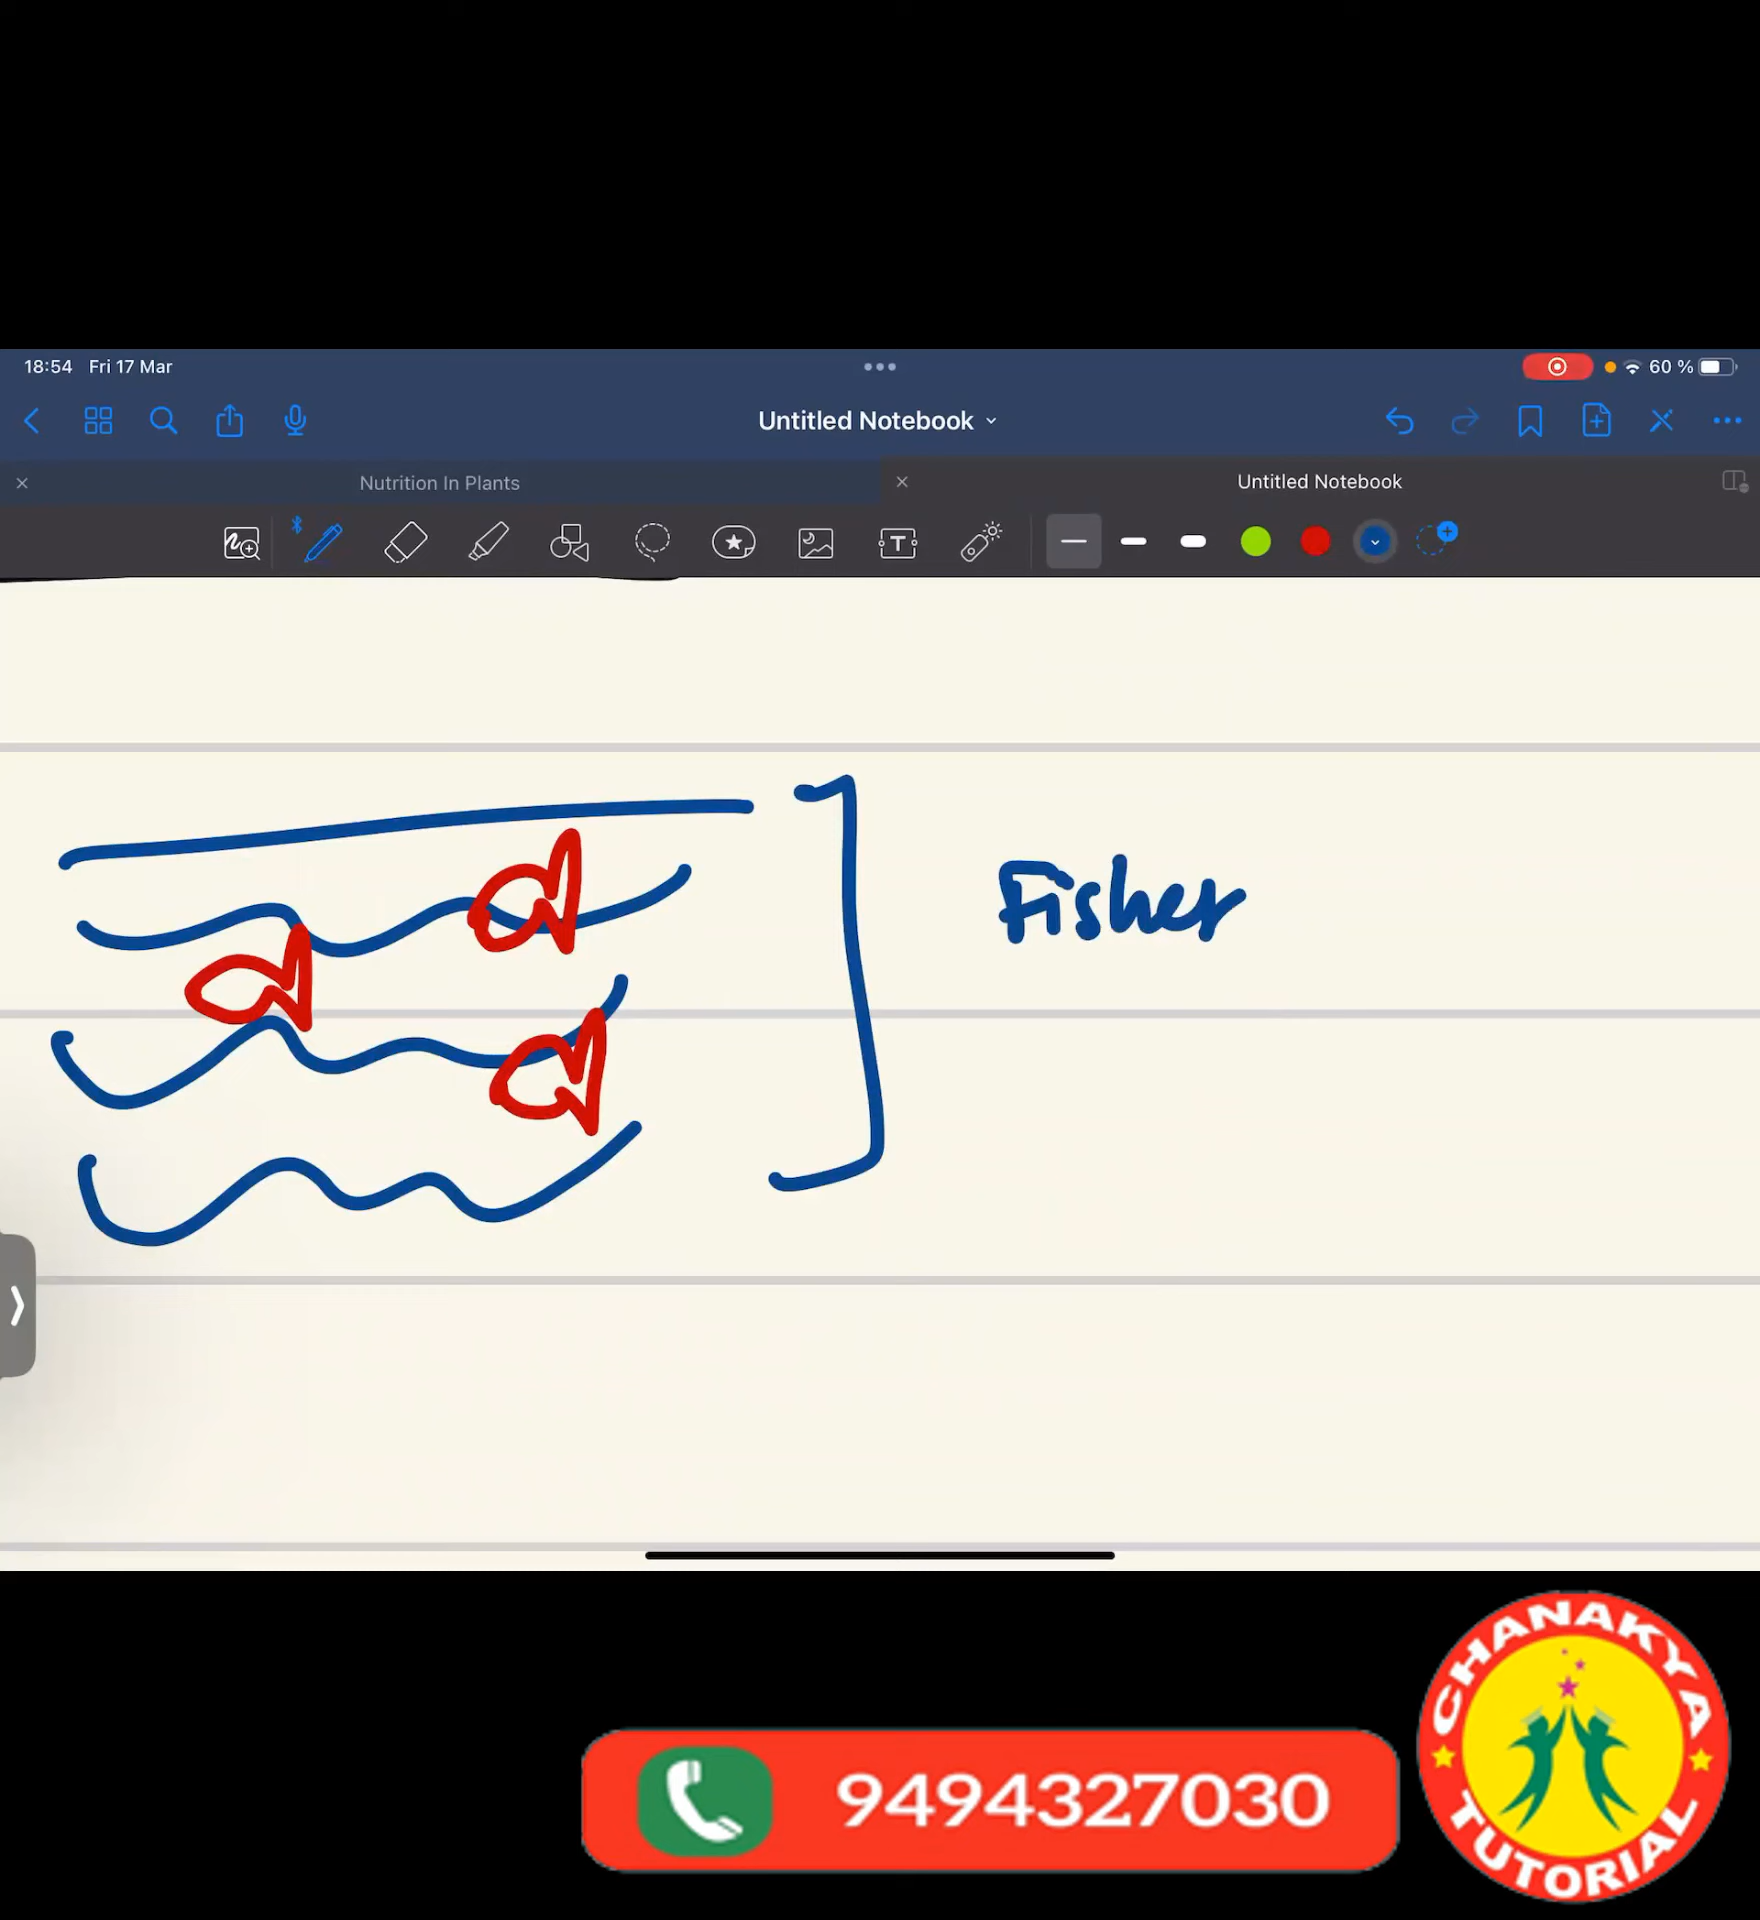 18:54 Fri 17 Mar
60 %
Untitled Notebook
Nutrition In Plants
Untitled Notebook
T
Fisher
9494327030
CHANAKYA
TUTORIAL